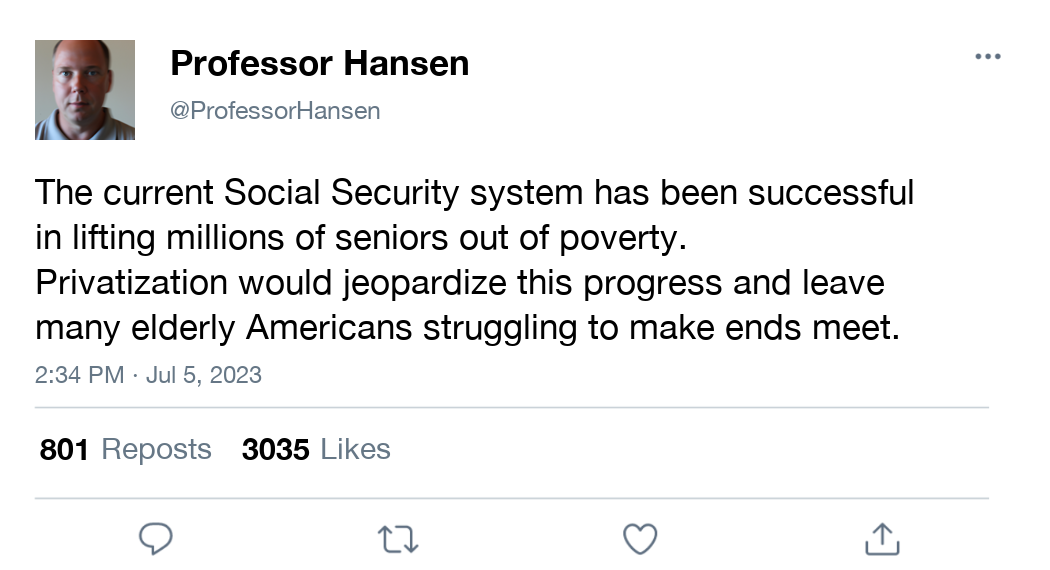 Professor Hansen
@ProfessorHansen
The current Social Security system has been successful
in lifting millions of seniors out of poverty.
Privatization would jeopardize this progress and leave
many elderly Americans struggling to make ends meet.
2:34 PM · Jul 5, 2023
801 Reposts 3035 Likes